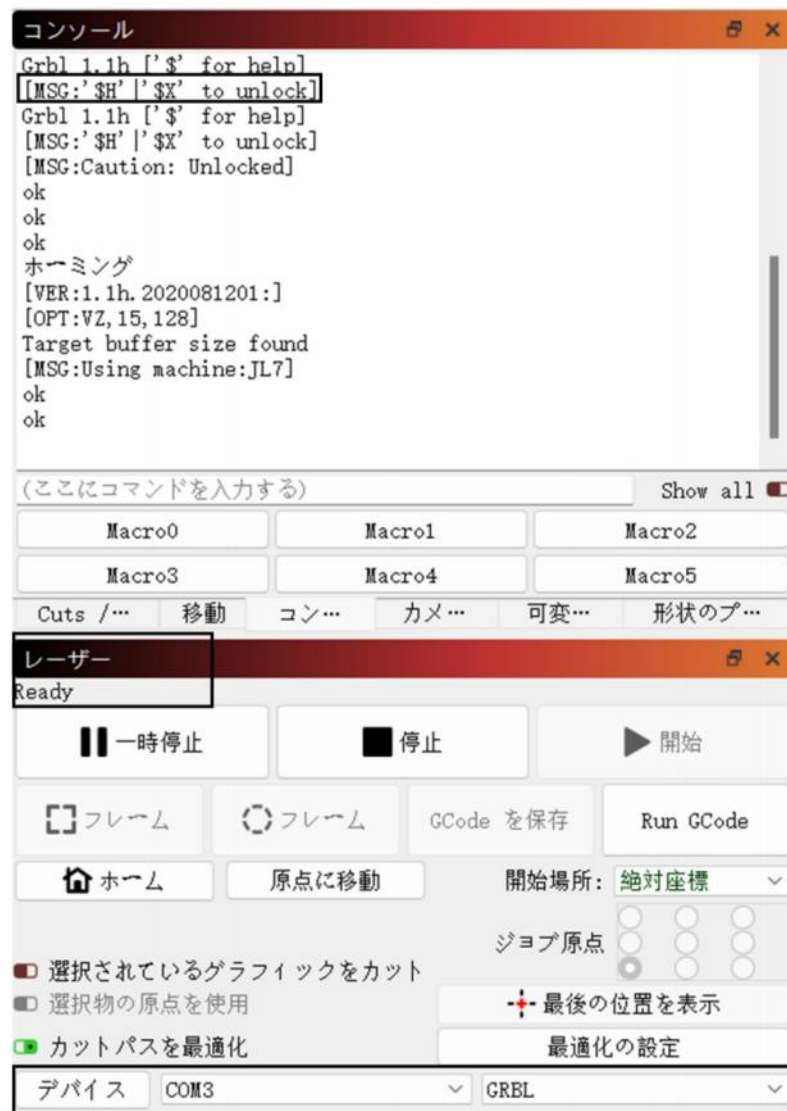 コンソール
Grbl 1.1h ['$' for help]
[MSG:'$H'|'$X' to unlock]
Grbl 1.1h ['$' for help]
[MSG:'$H'|'$X' to unlock]
[MSG:Caution: Unlocked]
ok
ok
ok
ホーミング
[VER:1.1h.2020081201:]
[OPT:VZ,15,128]
Target buffer size found
[MSG:Using machine:JL7]
ok
ok
(ここにコマンドを入力する) Show all
Macro0 Macro1 Macro2
Macro3 Macro4 Macro5
Cuts /… 移動 コン… カメ… 可変… 形状のプ…
レーザー
Ready
一時停止 停止 開始
フレーム フレーム GCode を保存 Run GCode
ホーム 原点に移動 開始場所: 絶対座標
ジョブ原点
選択されているグラフィックをカット
選択物の原点を使用 最後の位置を表示
カットパスを最適化 最適化の設定
デバイス COM3 GRBL